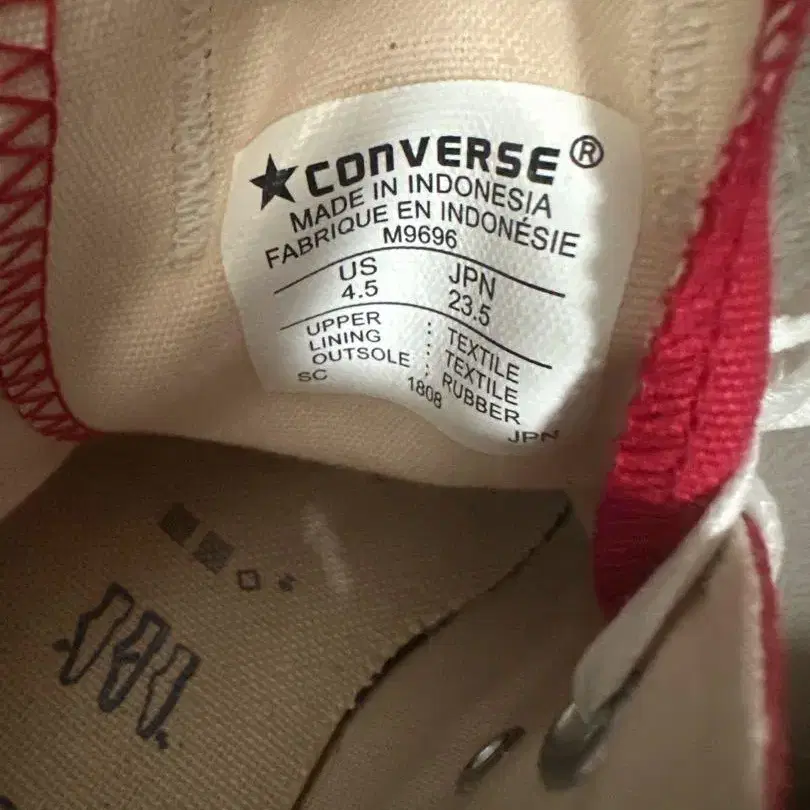 ★CONVERSE®
MADE IN INDONESIA
FABRIQUE EN INDONÉSIE
M9696
US JPN
4.5 23.5
UPPER : TEXTILE
LINING : TEXTILE
OUTSOLE : RUBBER
SC 1808 JPN